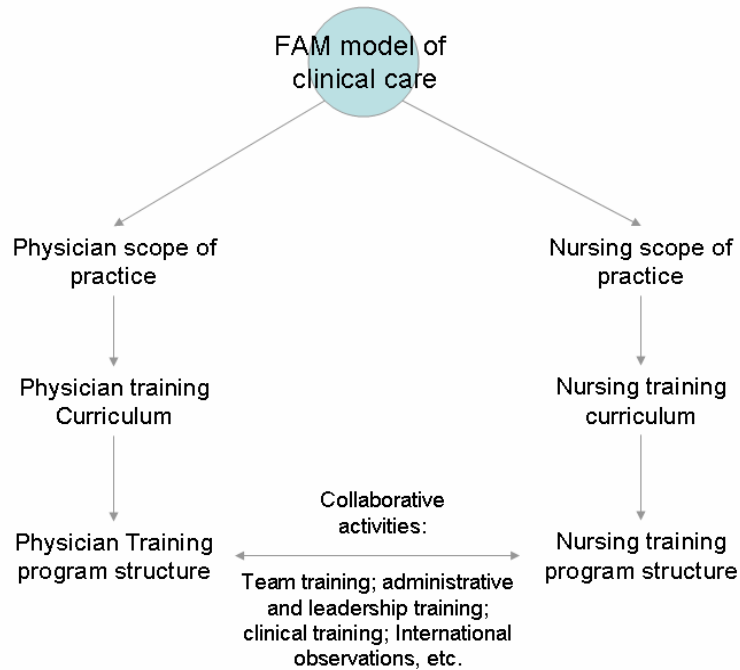 FAM model of
clinical care
Physician scope of
practice
Nursing scope of
practice
Physician training
Curriculum
Nursing training
curriculum
Collaborative
activities:
Physician Training
program structure
Nursing training
program structure
Team training; administrative
and leadership training;
clinical training; International
observations, etc.